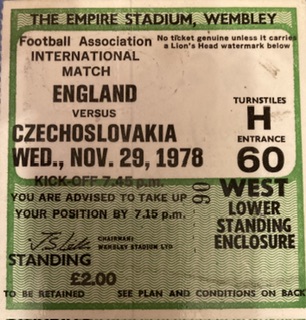 THE EMPIRE STADIUM, WEMBLEY
Football Association
INTERNATIONAL
MATCH
No ticket genuine unless it carries
a Lion's Head watermark below
ENGLAND
VERSUS
CZECHOSLOVAKIA
WED., NOV. 29, 1978
KICK-OFF 7.45 p.m.
YOU ARE ADVISED TO TAKE UP
YOUR POSITION BY 7.15 p.m.
TURNSTILES
H
ENTRANCE
60
WEST
LOWER
STANDING
ENCLOSURE
CHAIRMAN
WEMBLEY STADIUM LTD
STANDING
£2.00
TO BE RETAINED
SEE PLAN AND CONDITIONS ON BACK